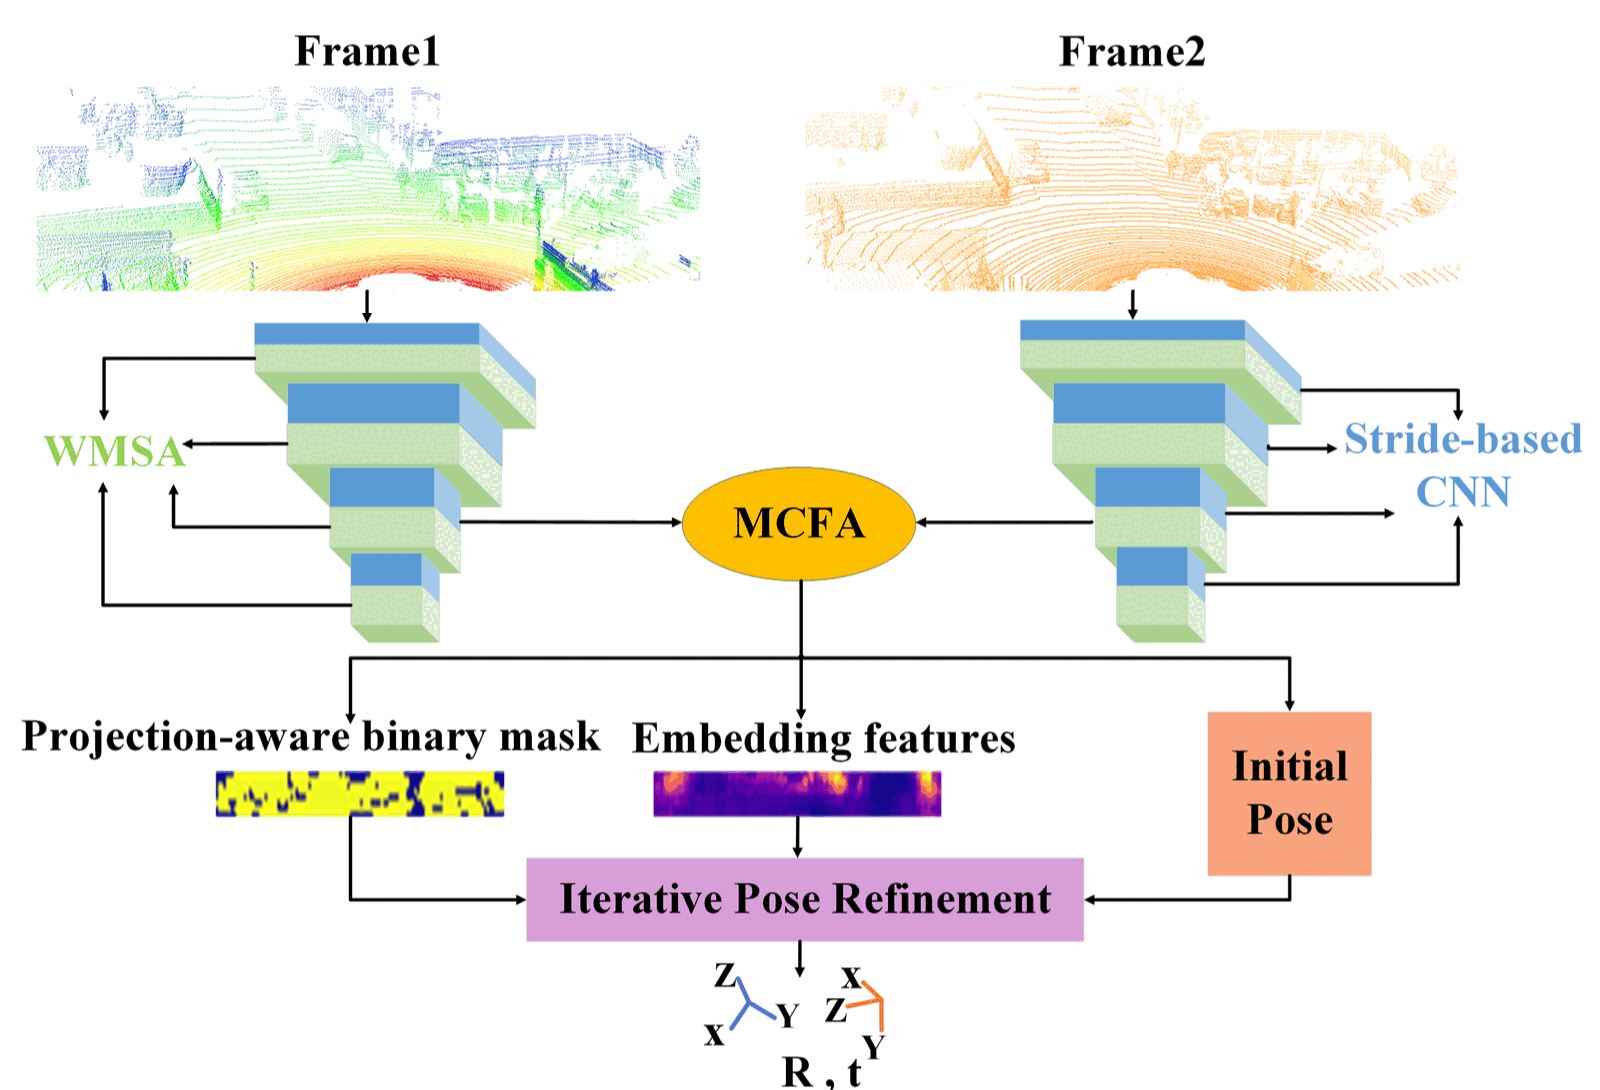 Frame1
Frame2
WMSA
Stride-based
CNN
MCFA
Projection-aware binary mask
Embedding features
Initial
Pose
Iterative Pose Refinement
Z
Y
X
X
Z
Y
R , t